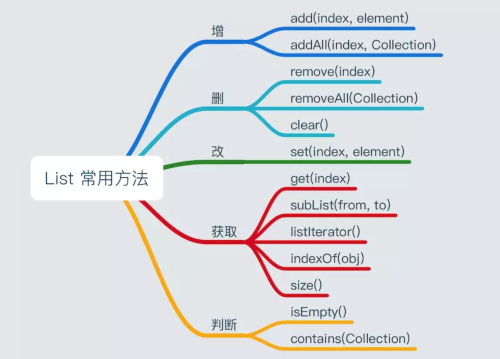 List 常用方法
增
add(index, element)
addAll(index, Collection)
删
remove(index)
removeAll(Collection)
clear()
改
set(index, element)
获取
get(index)
subList(from, to)
listIterator()
indexOf(obj)
size()
判断
isEmpty()
contains(Collection)